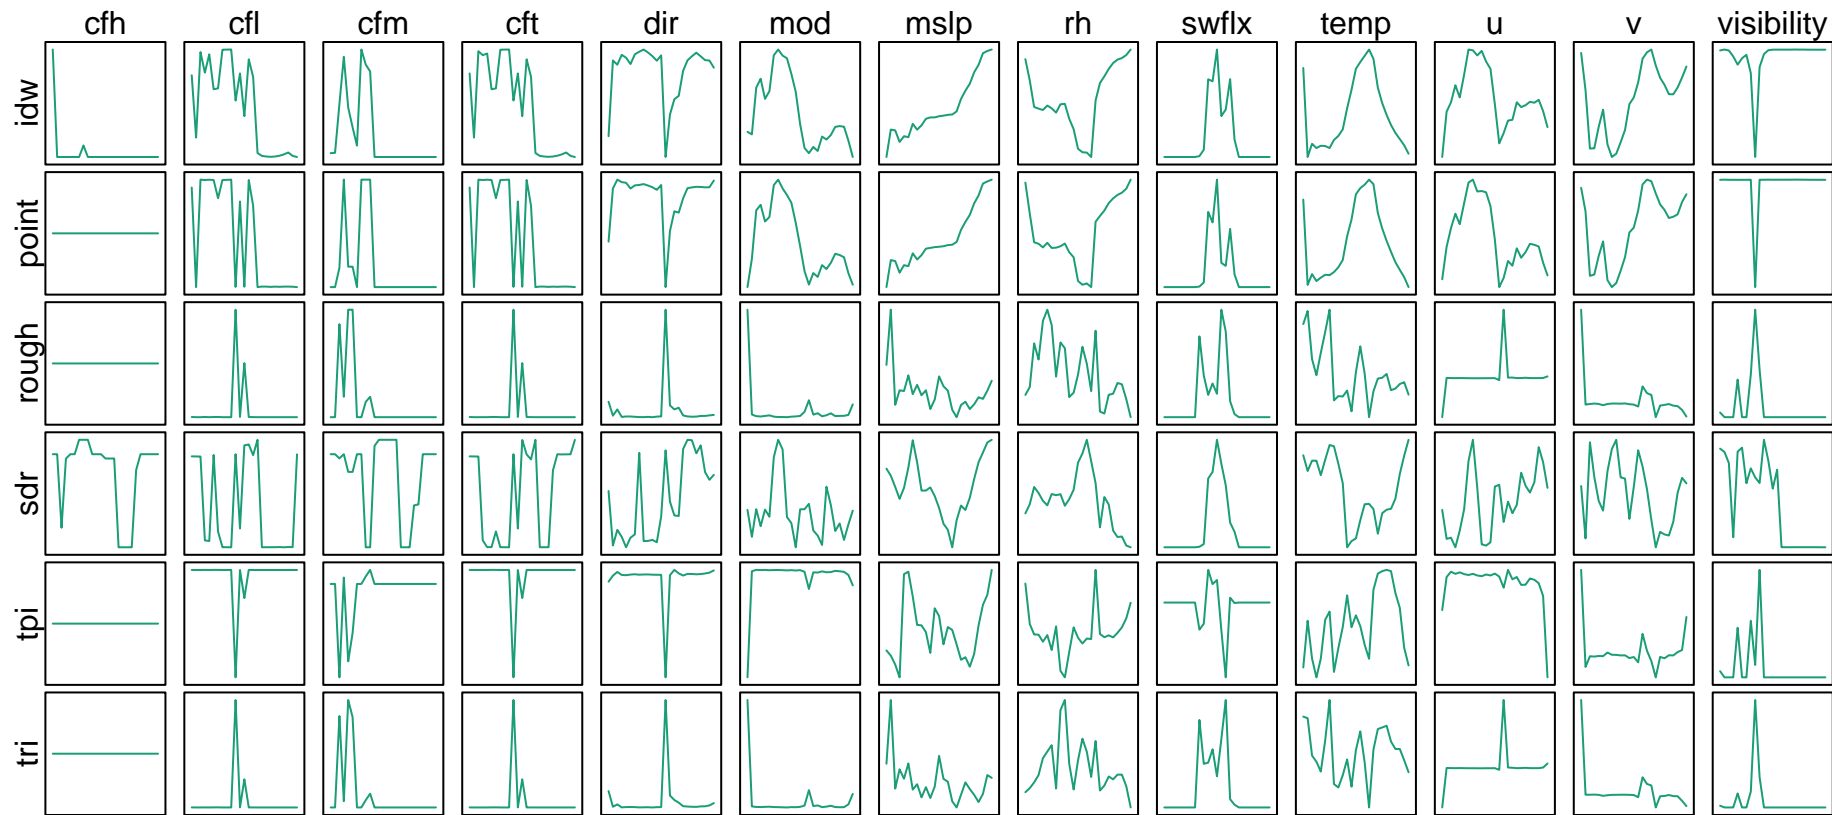 cfh cfl cfm cft dir mod mslp rh swflx temp u v visibility
idw
point
rough
sdr
tpi
tri